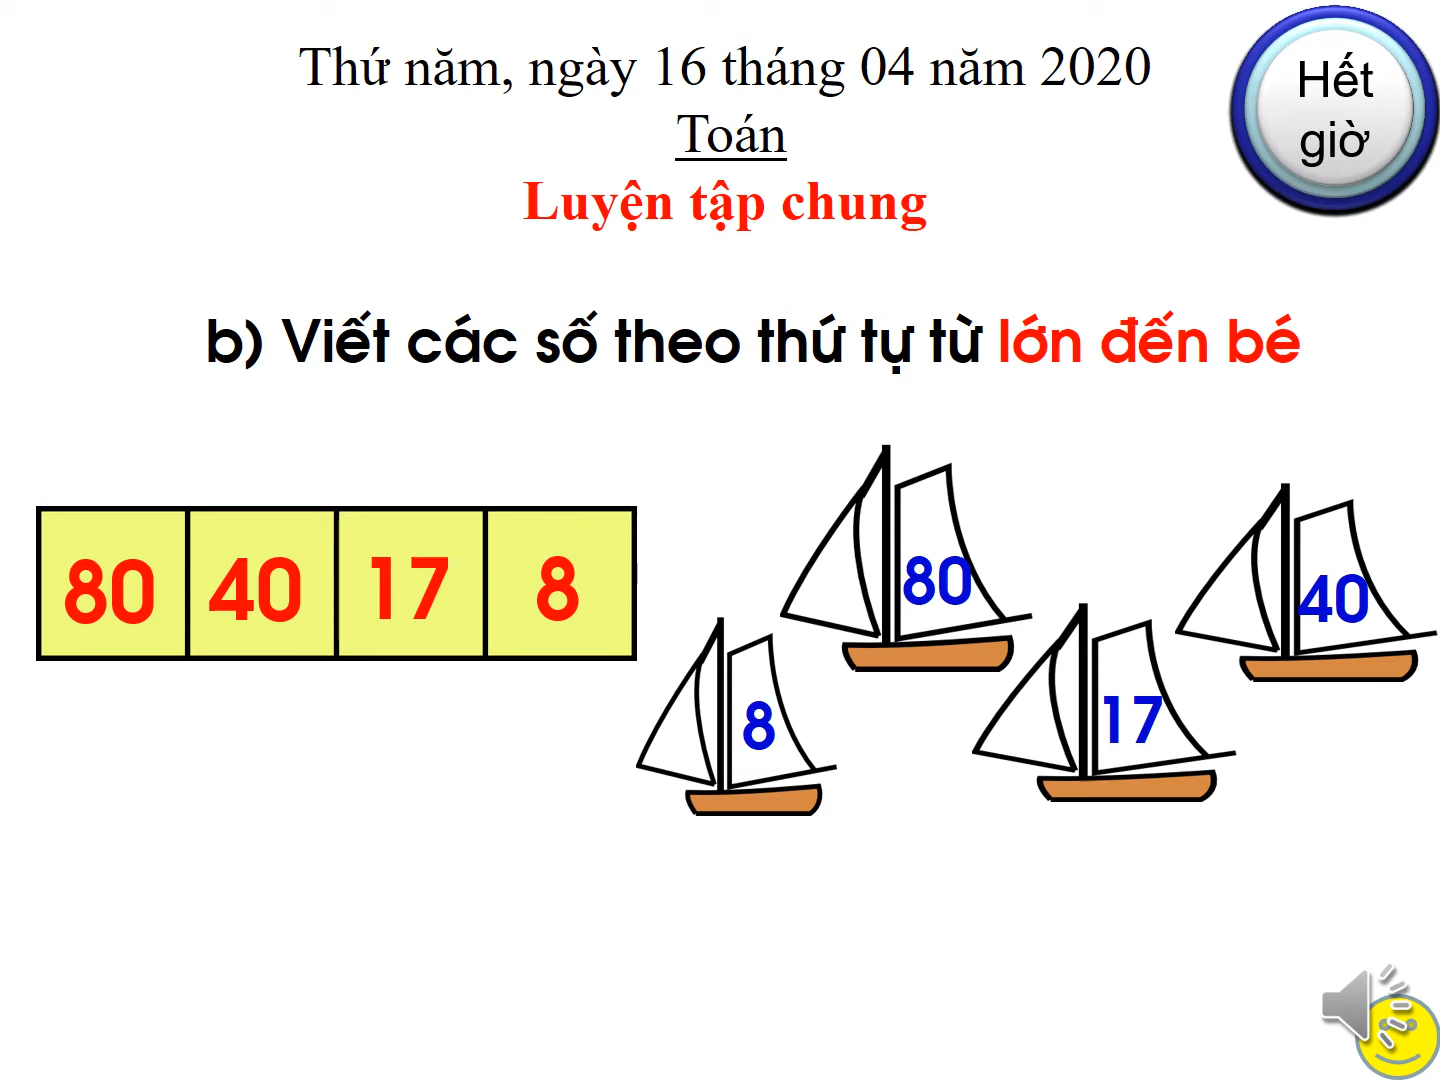 Thứ năm, ngày 16 tháng 04 năm 2020
Toán
Luyện tập chung
Hết
giờ
b) Viết các số theo thứ tự từ lớn đến bé
80 40 17 8
80
40
8
17